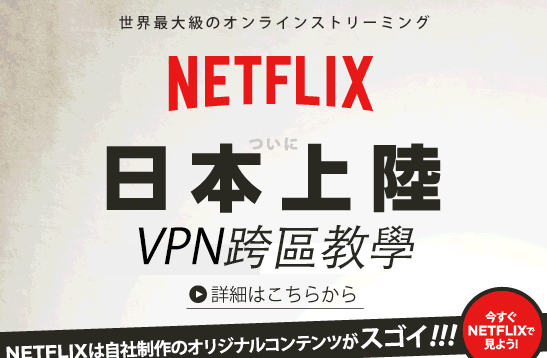 世界最大級のオンラインストリーミング
NETFLIX
ついに
日本上陸
VPN跨區教學
詳細はこちらから
NETFLIXは自社制作のオリジナルコンテンツがスゴイ!!!
今すぐ
NETFLIXで
見よう!